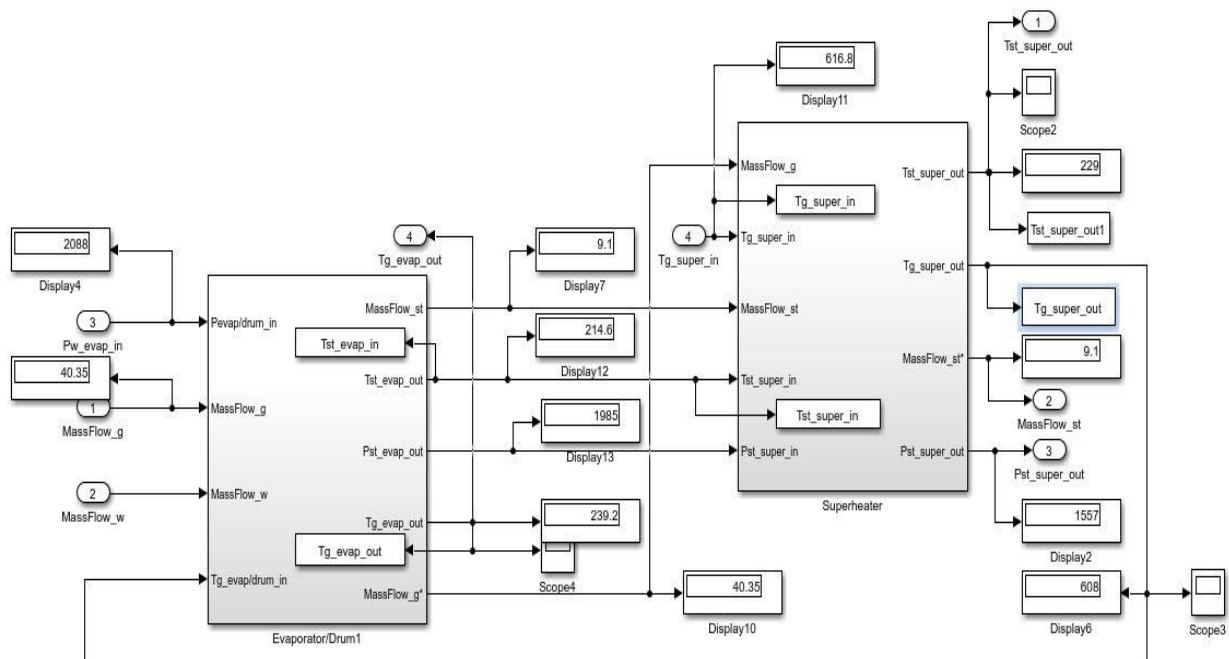 1
Tst_super_out
616.8
Display11
Scope2
MassFlow_g
Tst_super_out
229
Tg_super_in
Tst_super_out1
4
Tg_evap_out
4
Tg_super_in
Tg_super_in
2088
Display4
9.1
Display7
Tg_super_out
Tg_super_out
3
Pw_evap_in
Pevap/drum_in
MassFlow_st
MassFlow_st
Tst_evap_in
214.6
Display12
MassFlow_st*
9.1
40.35
Tst_evap_out
Tst_super_in
2
MassFlow_st
1
MassFlow_g
MassFlow_g
Tst_super_in
1985
Display13
Pst_evap_out
Pst_super_in
Pst_super_out
3
Pst_super_out
2
MassFlow_w
MassFlow_w
Superheater
239.2
Tg_evap_out
1557
Display2
Tg_evap_out
Scope4
Tg_evap/drum_in
MassFlow_g*
40.35
Display10
608
Display6
Scope3
Evaporator/Drum1